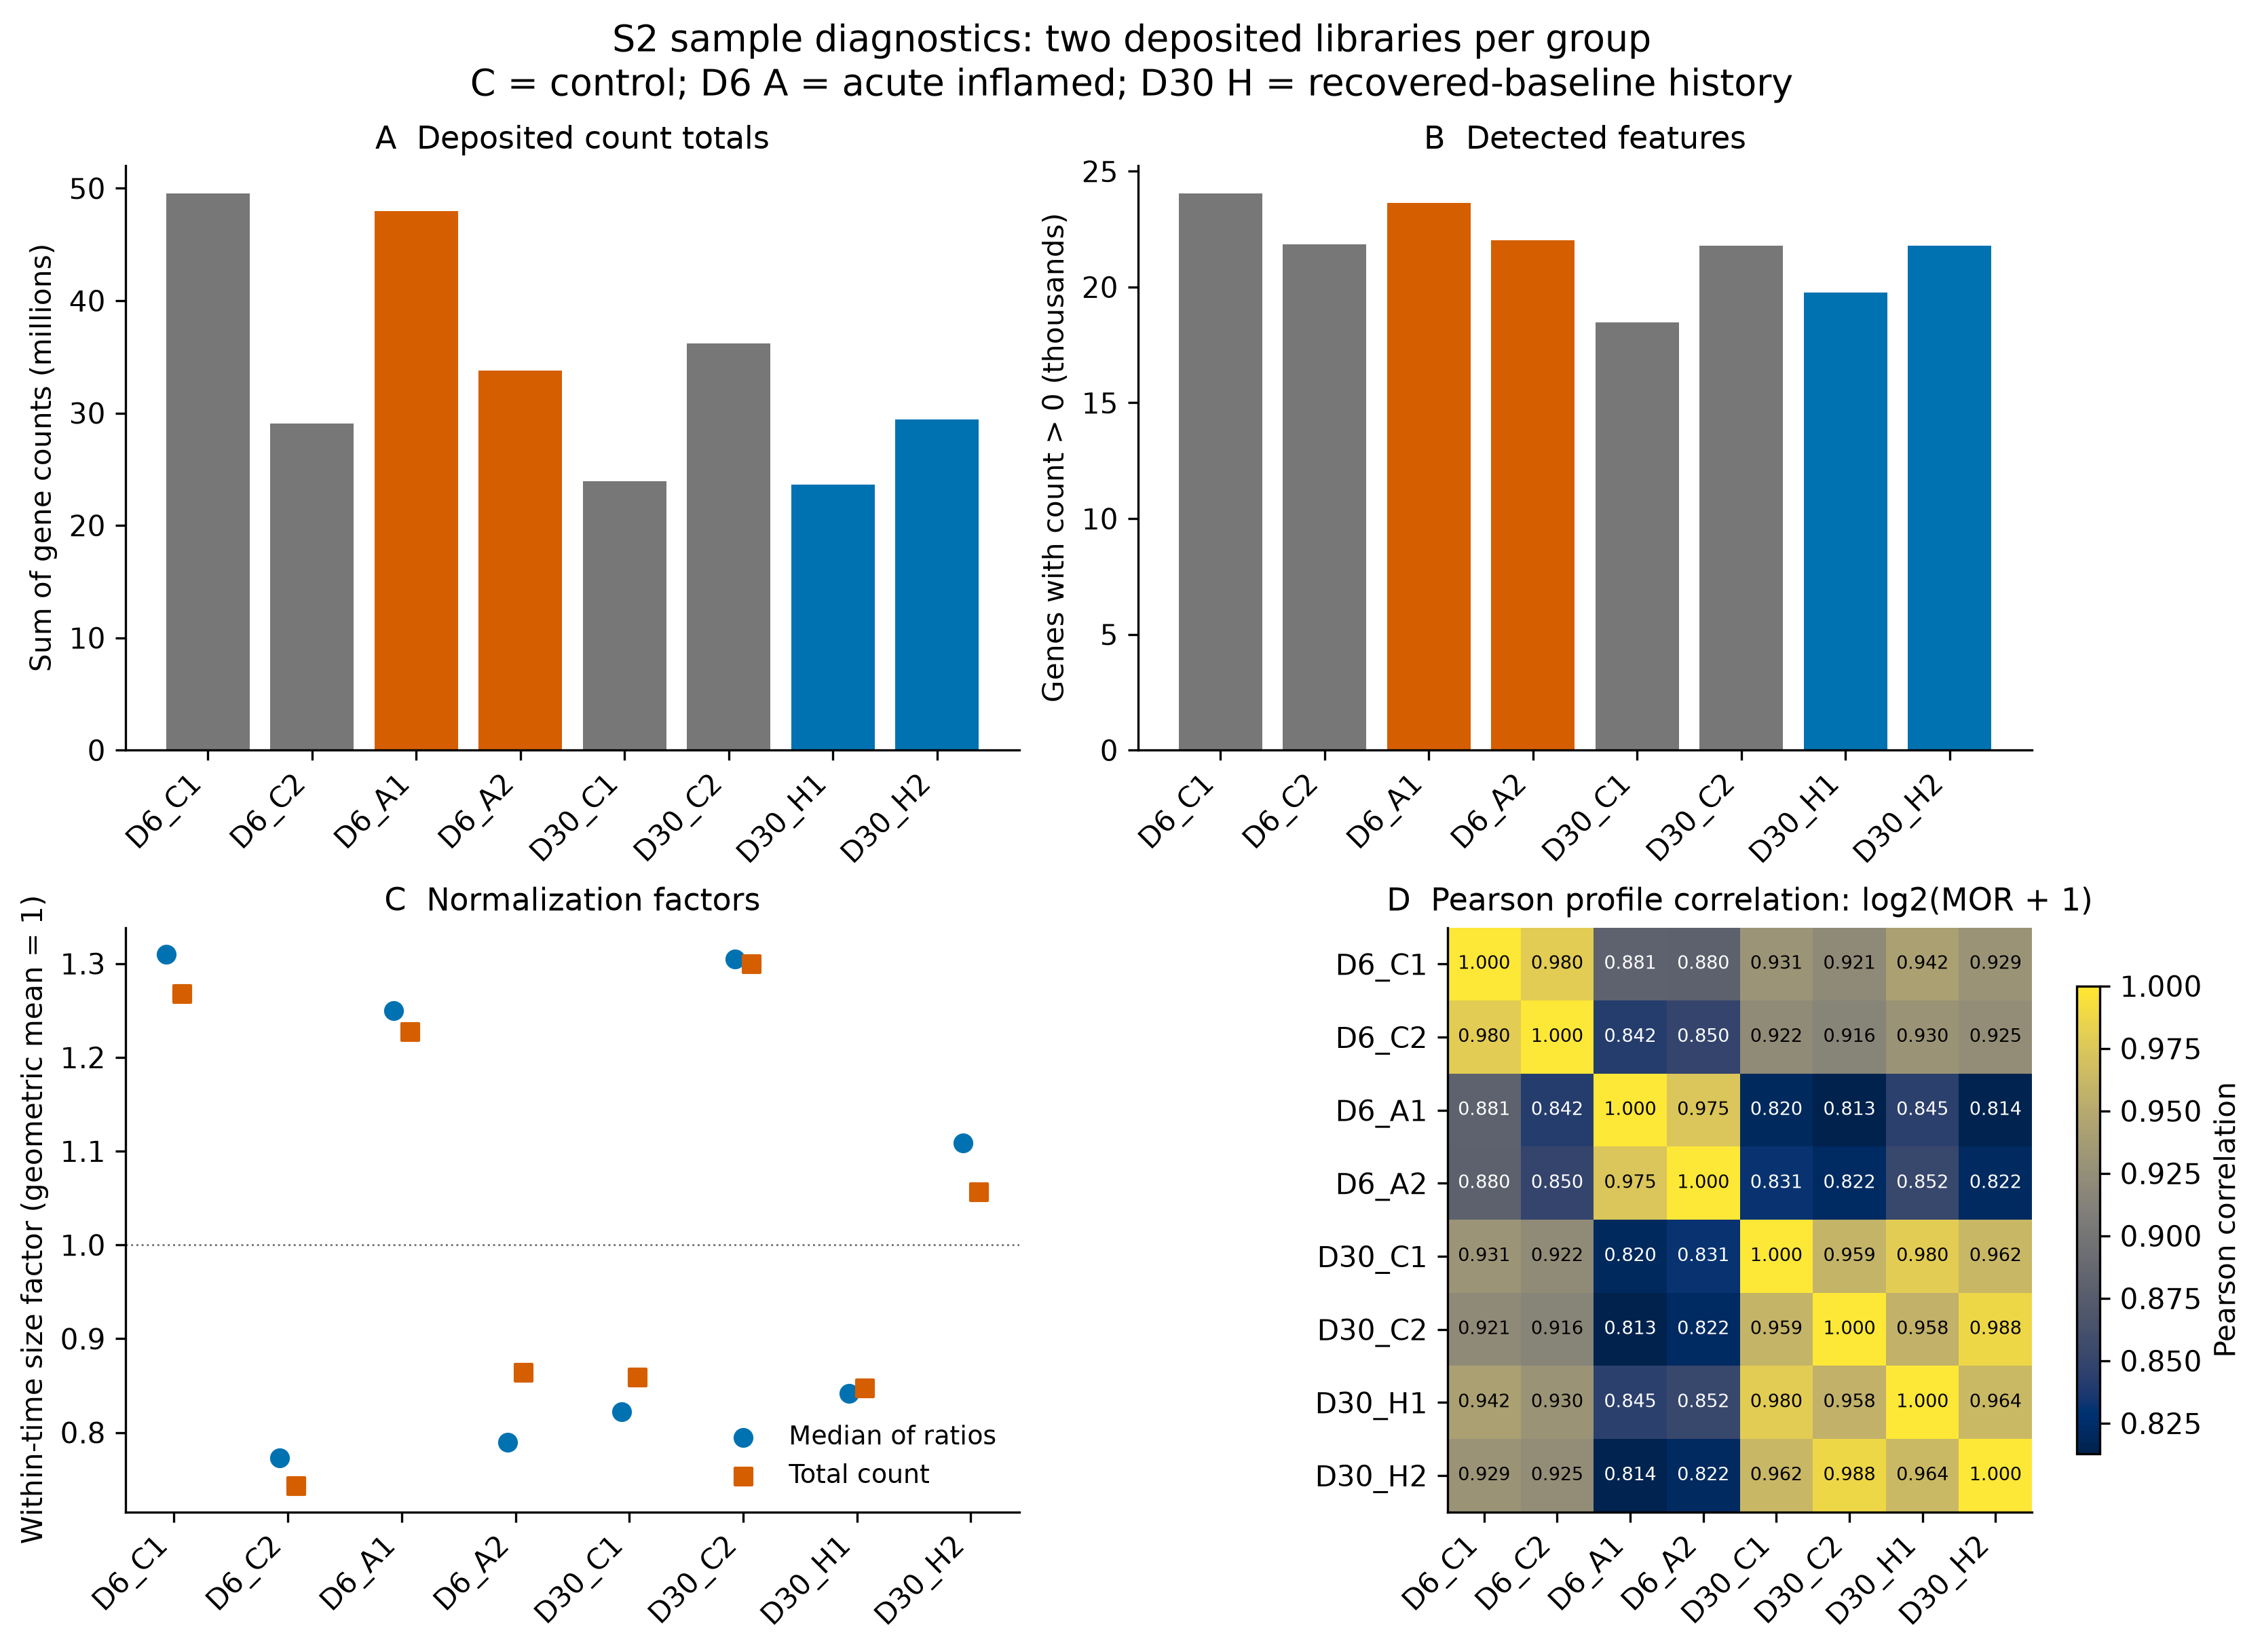 S2 sample diagnostics: two deposited libraries per group
C = control; D6 A = acute inflamed; D30 H = recovered-baseline history
A Deposited count totals
Sum of gene counts (millions)
50
40
30
20
10
0
D6_C1
D6_C2
D6_A1
D6_A2
D30_C1
D30_C2
D30_H1
D30_H2
B Detected features
Genes with count > 0 (thousands)
25
20
15
10
5
0
D6_C1
D6_C2
D6_A1
D6_A2
D30_C1
D30_C2
D30_H1
D30_H2
C Normalization factors
Within-time size factor (geometric mean = 1)
1.3
1.2
1.1
1.0
0.9
0.8
Median of ratios
Total count
D6_C1
D6_C2
D6_A1
D6_A2
D30_C1
D30_C2
D30_H1
D30_H2
D Pearson profile correlation: log2(MOR + 1)
D6_C1 1.000 0.980 0.881 0.880 0.931 0.921 0.942 0.929
D6_C2 0.980 1.000 0.842 0.850 0.922 0.916 0.930 0.925
D6_A1 0.881 0.842 1.000 0.975 0.820 0.813 0.845 0.814
D6_A2 0.880 0.850 0.975 1.000 0.831 0.822 0.852 0.822
D30_C1 0.931 0.922 0.820 0.831 1.000 0.959 0.980 0.962
D30_C2 0.921 0.916 0.813 0.822 0.959 1.000 0.958 0.988
D30_H1 0.942 0.930 0.845 0.852 0.980 0.958 1.000 0.964
D30_H2 0.929 0.925 0.814 0.822 0.962 0.988 0.964 1.000
D6_C1
D6_C2
D6_A1
D6_A2
D30_C1
D30_C2
D30_H1
D30_H2
1.000
0.975
0.950
0.925
0.900
0.875
0.850
0.825
Pearson correlation